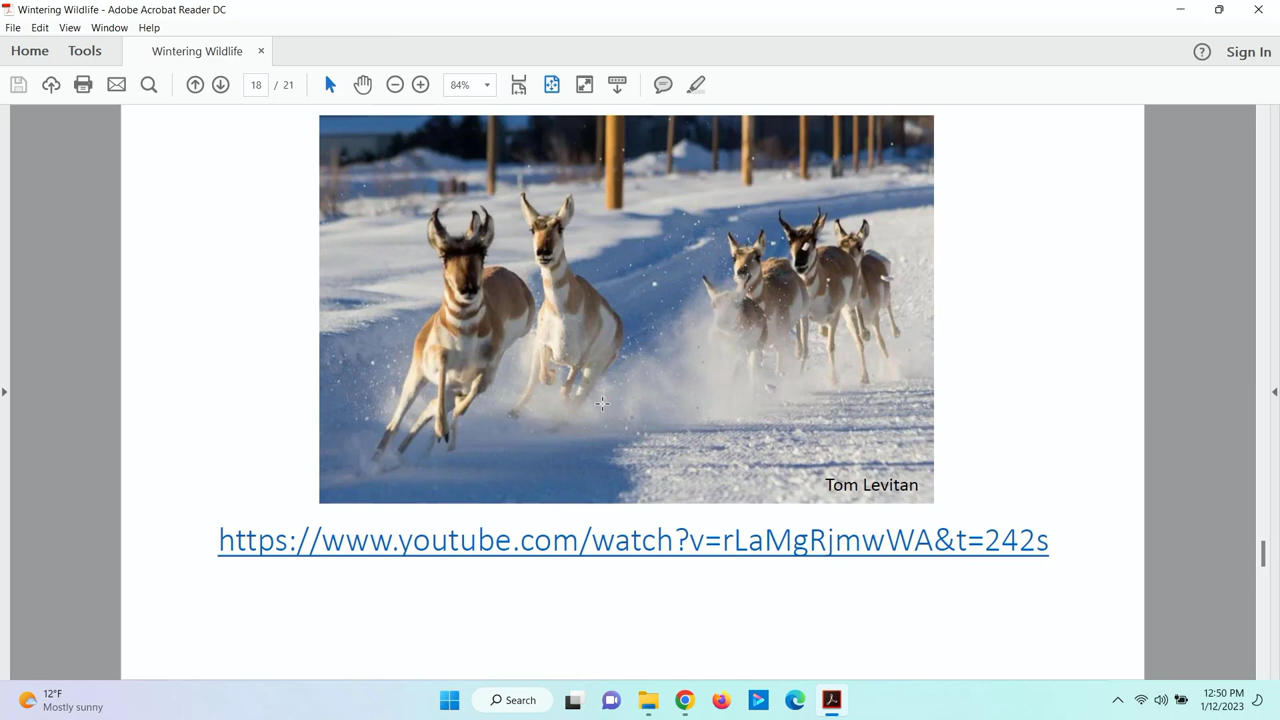 Wintering Wildlife - Adobe Acrobat Reader DC
File Edit View Window Help
Home Tools Wintering Wildlife × Sign In
18 / 21 84%
Tom Levitan
https://www.youtube.com/watch?v=rLaMgRjmwWA&t=242s
12°F
Mostly sunny
Search
12:50 PM
1/12/2023